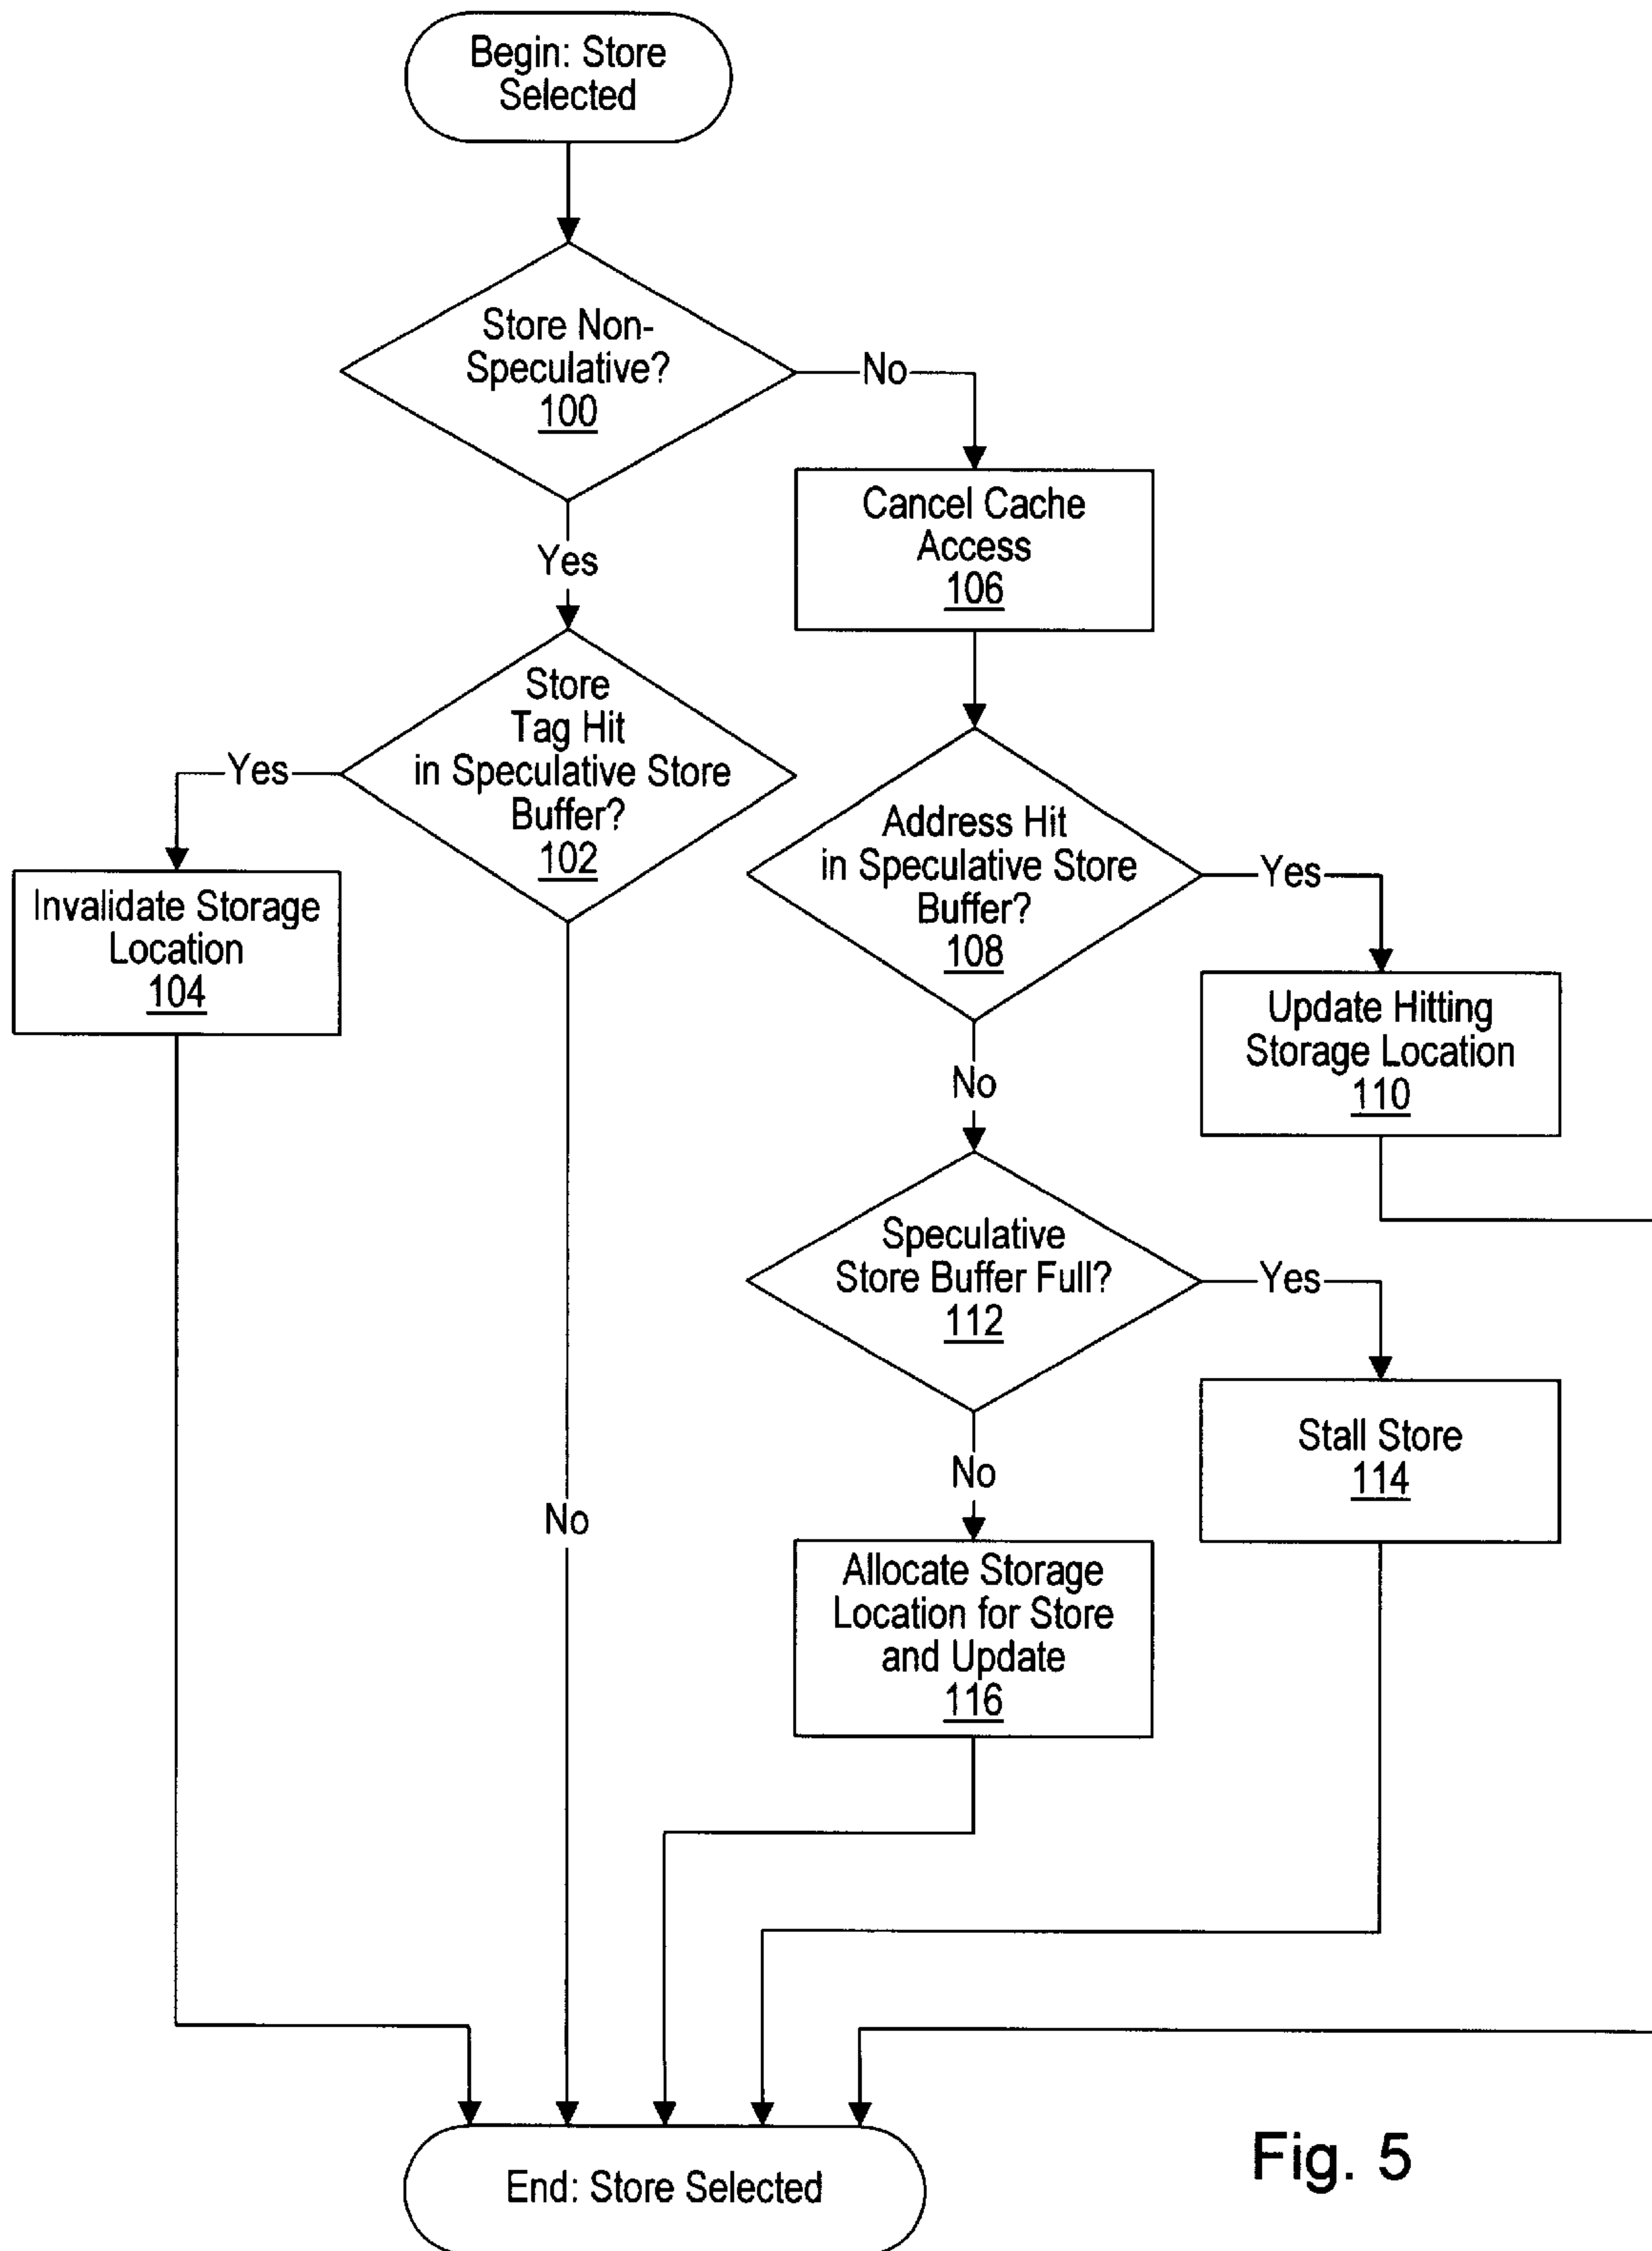 Begin: Store
Selected
Store Non-
Speculative?
100
No
Yes
Cancel Cache
Access
106
Store
Tag Hit
in Speculative Store
Buffer?
102
Yes
Invalidate Storage
Location
104
Address Hit
in Speculative Store
Buffer?
108
Yes
Update Hitting
Storage Location
110
No
Speculative
Store Buffer Full?
112
Yes
Stall Store
114
No
No
Allocate Storage
Location for Store
and Update
116
End: Store Selected
Fig. 5